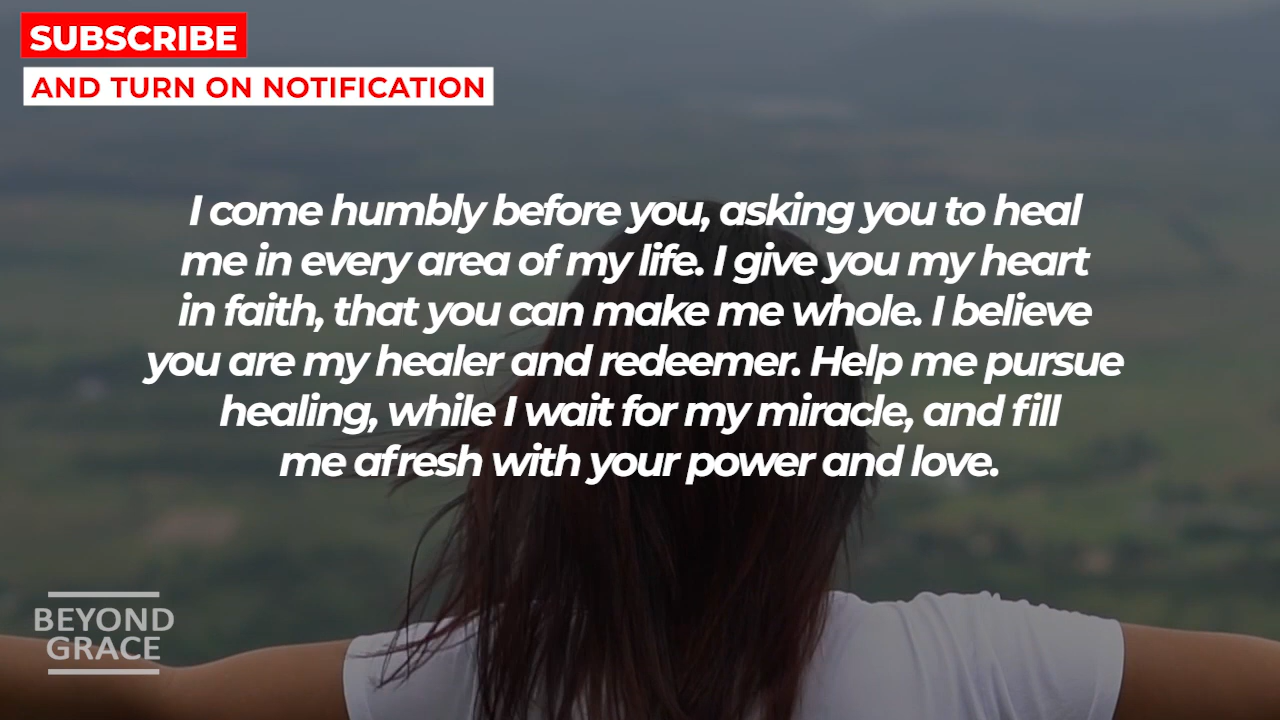 SUBSCRIBE
AND TURN ON NOTIFICATION
I come humbly before you, asking you to heal
me in every area of my life. I give you my heart
in faith, that you can make me whole. I believe
you are my healer and redeemer. Help me pursue
healing, while I wait for my miracle, and fill
me afresh with your power and love.
BEYOND
GRACE